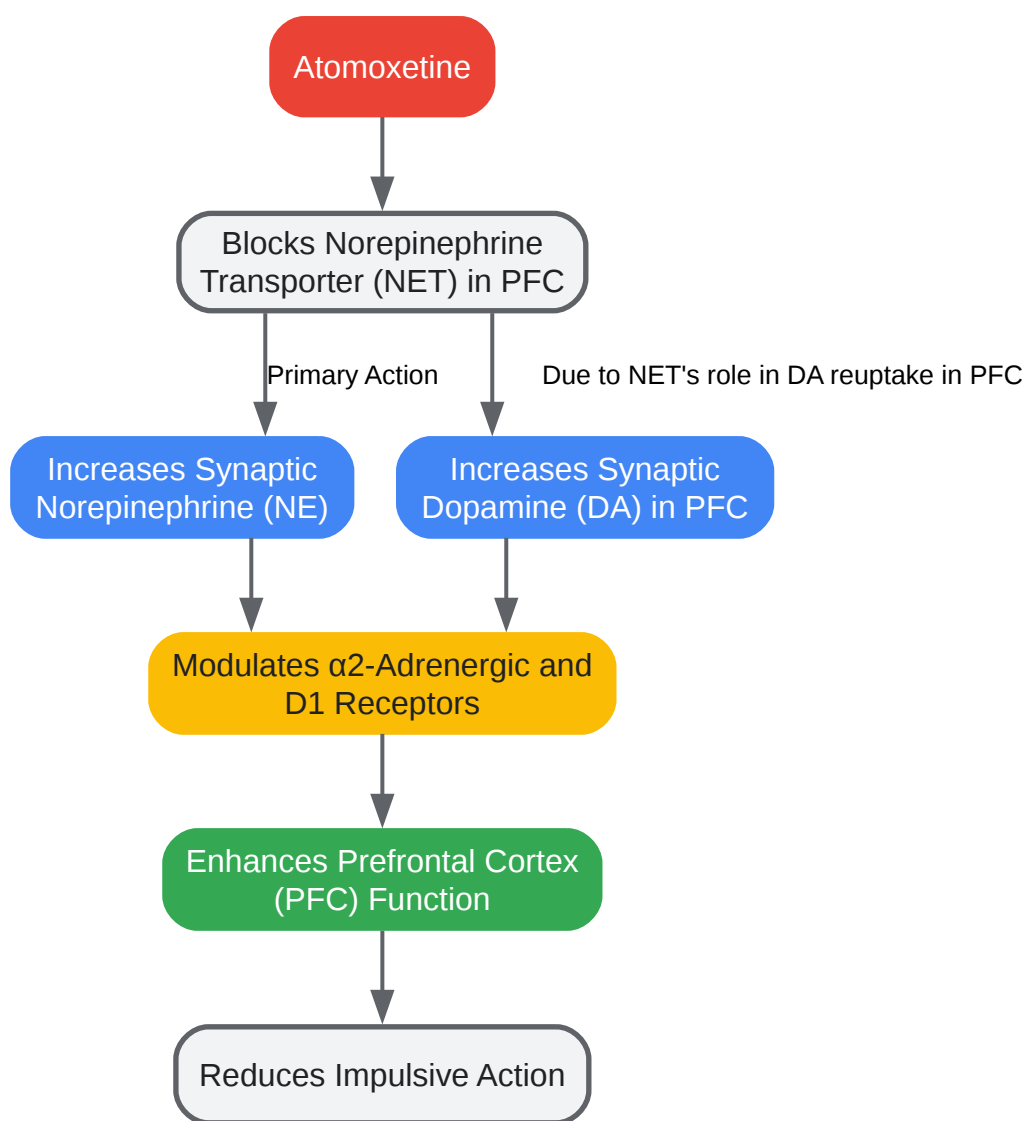 Atomoxetine
Blocks Norepinephrine
Transporter (NET) in PFC
Primary Action
Due to NET's role in DA reuptake in PFC
Increases Synaptic
Norepinephrine (NE)
Increases Synaptic
Dopamine (DA) in PFC
Modulates α2-Adrenergic and
D1 Receptors
Enhances Prefrontal Cortex
(PFC) Function
Reduces Impulsive Action